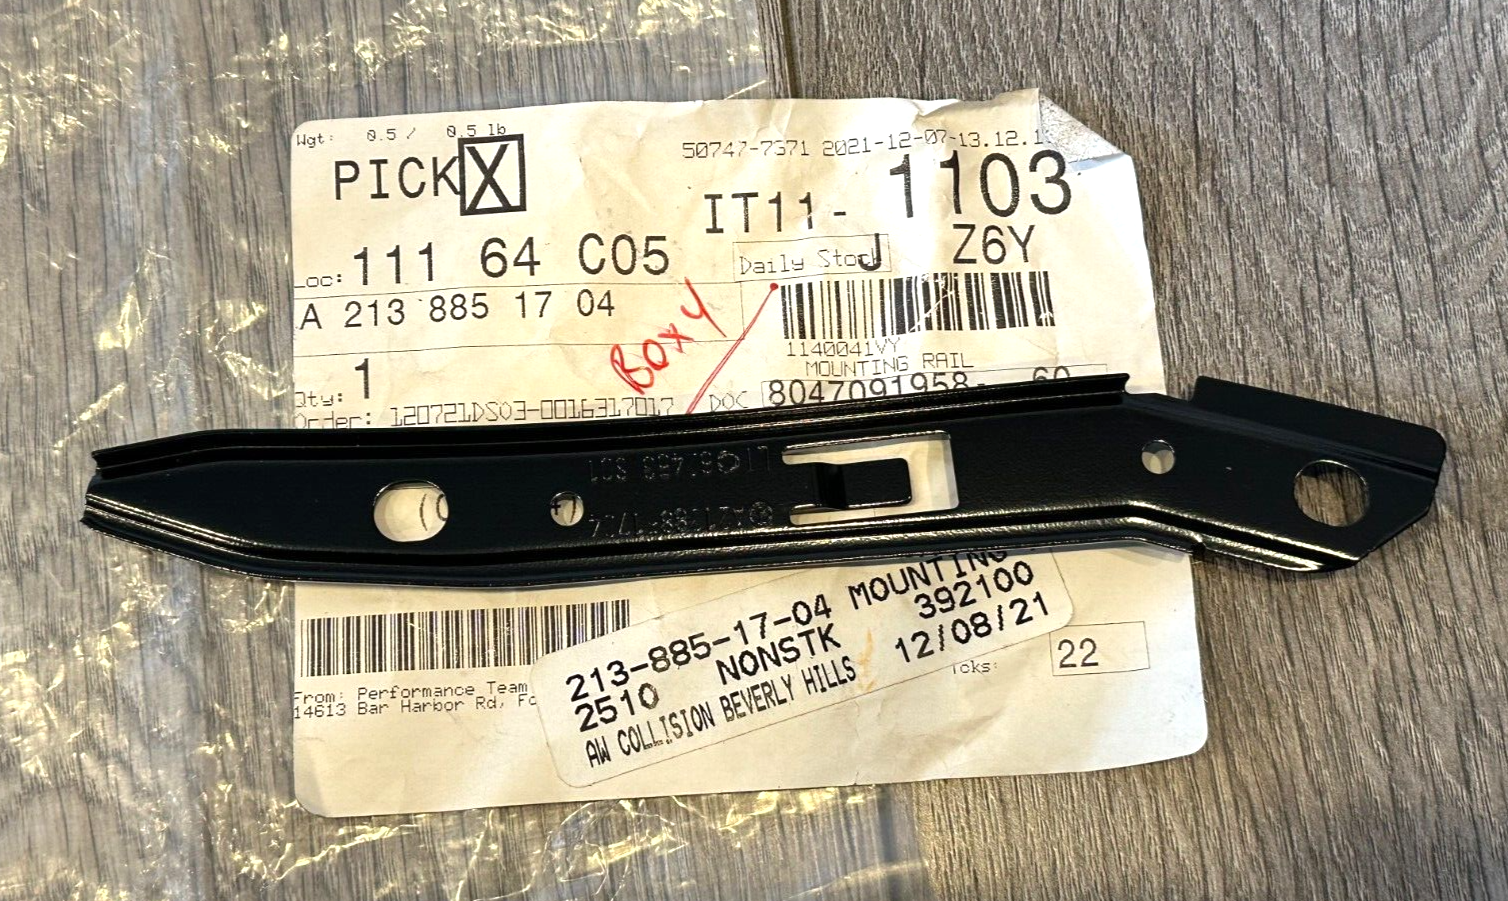 Wgt: 0.5 / 0.5 lb
50747-7371 2021-12-07-13.12.1
PICK X
IT11- 1103
Loc: 111 64 C05
Daily Stock
J
Z6Y
A 213 885 17 04
Box 4
1140041VY
MOUNTING RAIL
Qty: 1
DOC 8047091958- 60
Order: 120721DS03-0016317017
213-885-17-04 MOUNTING
2510 NONSTK 392100
AW COLLISION BEVERLY HILLS 12/08/21
From: Performance Team
14613 Bar Harbor Rd, Fo
22